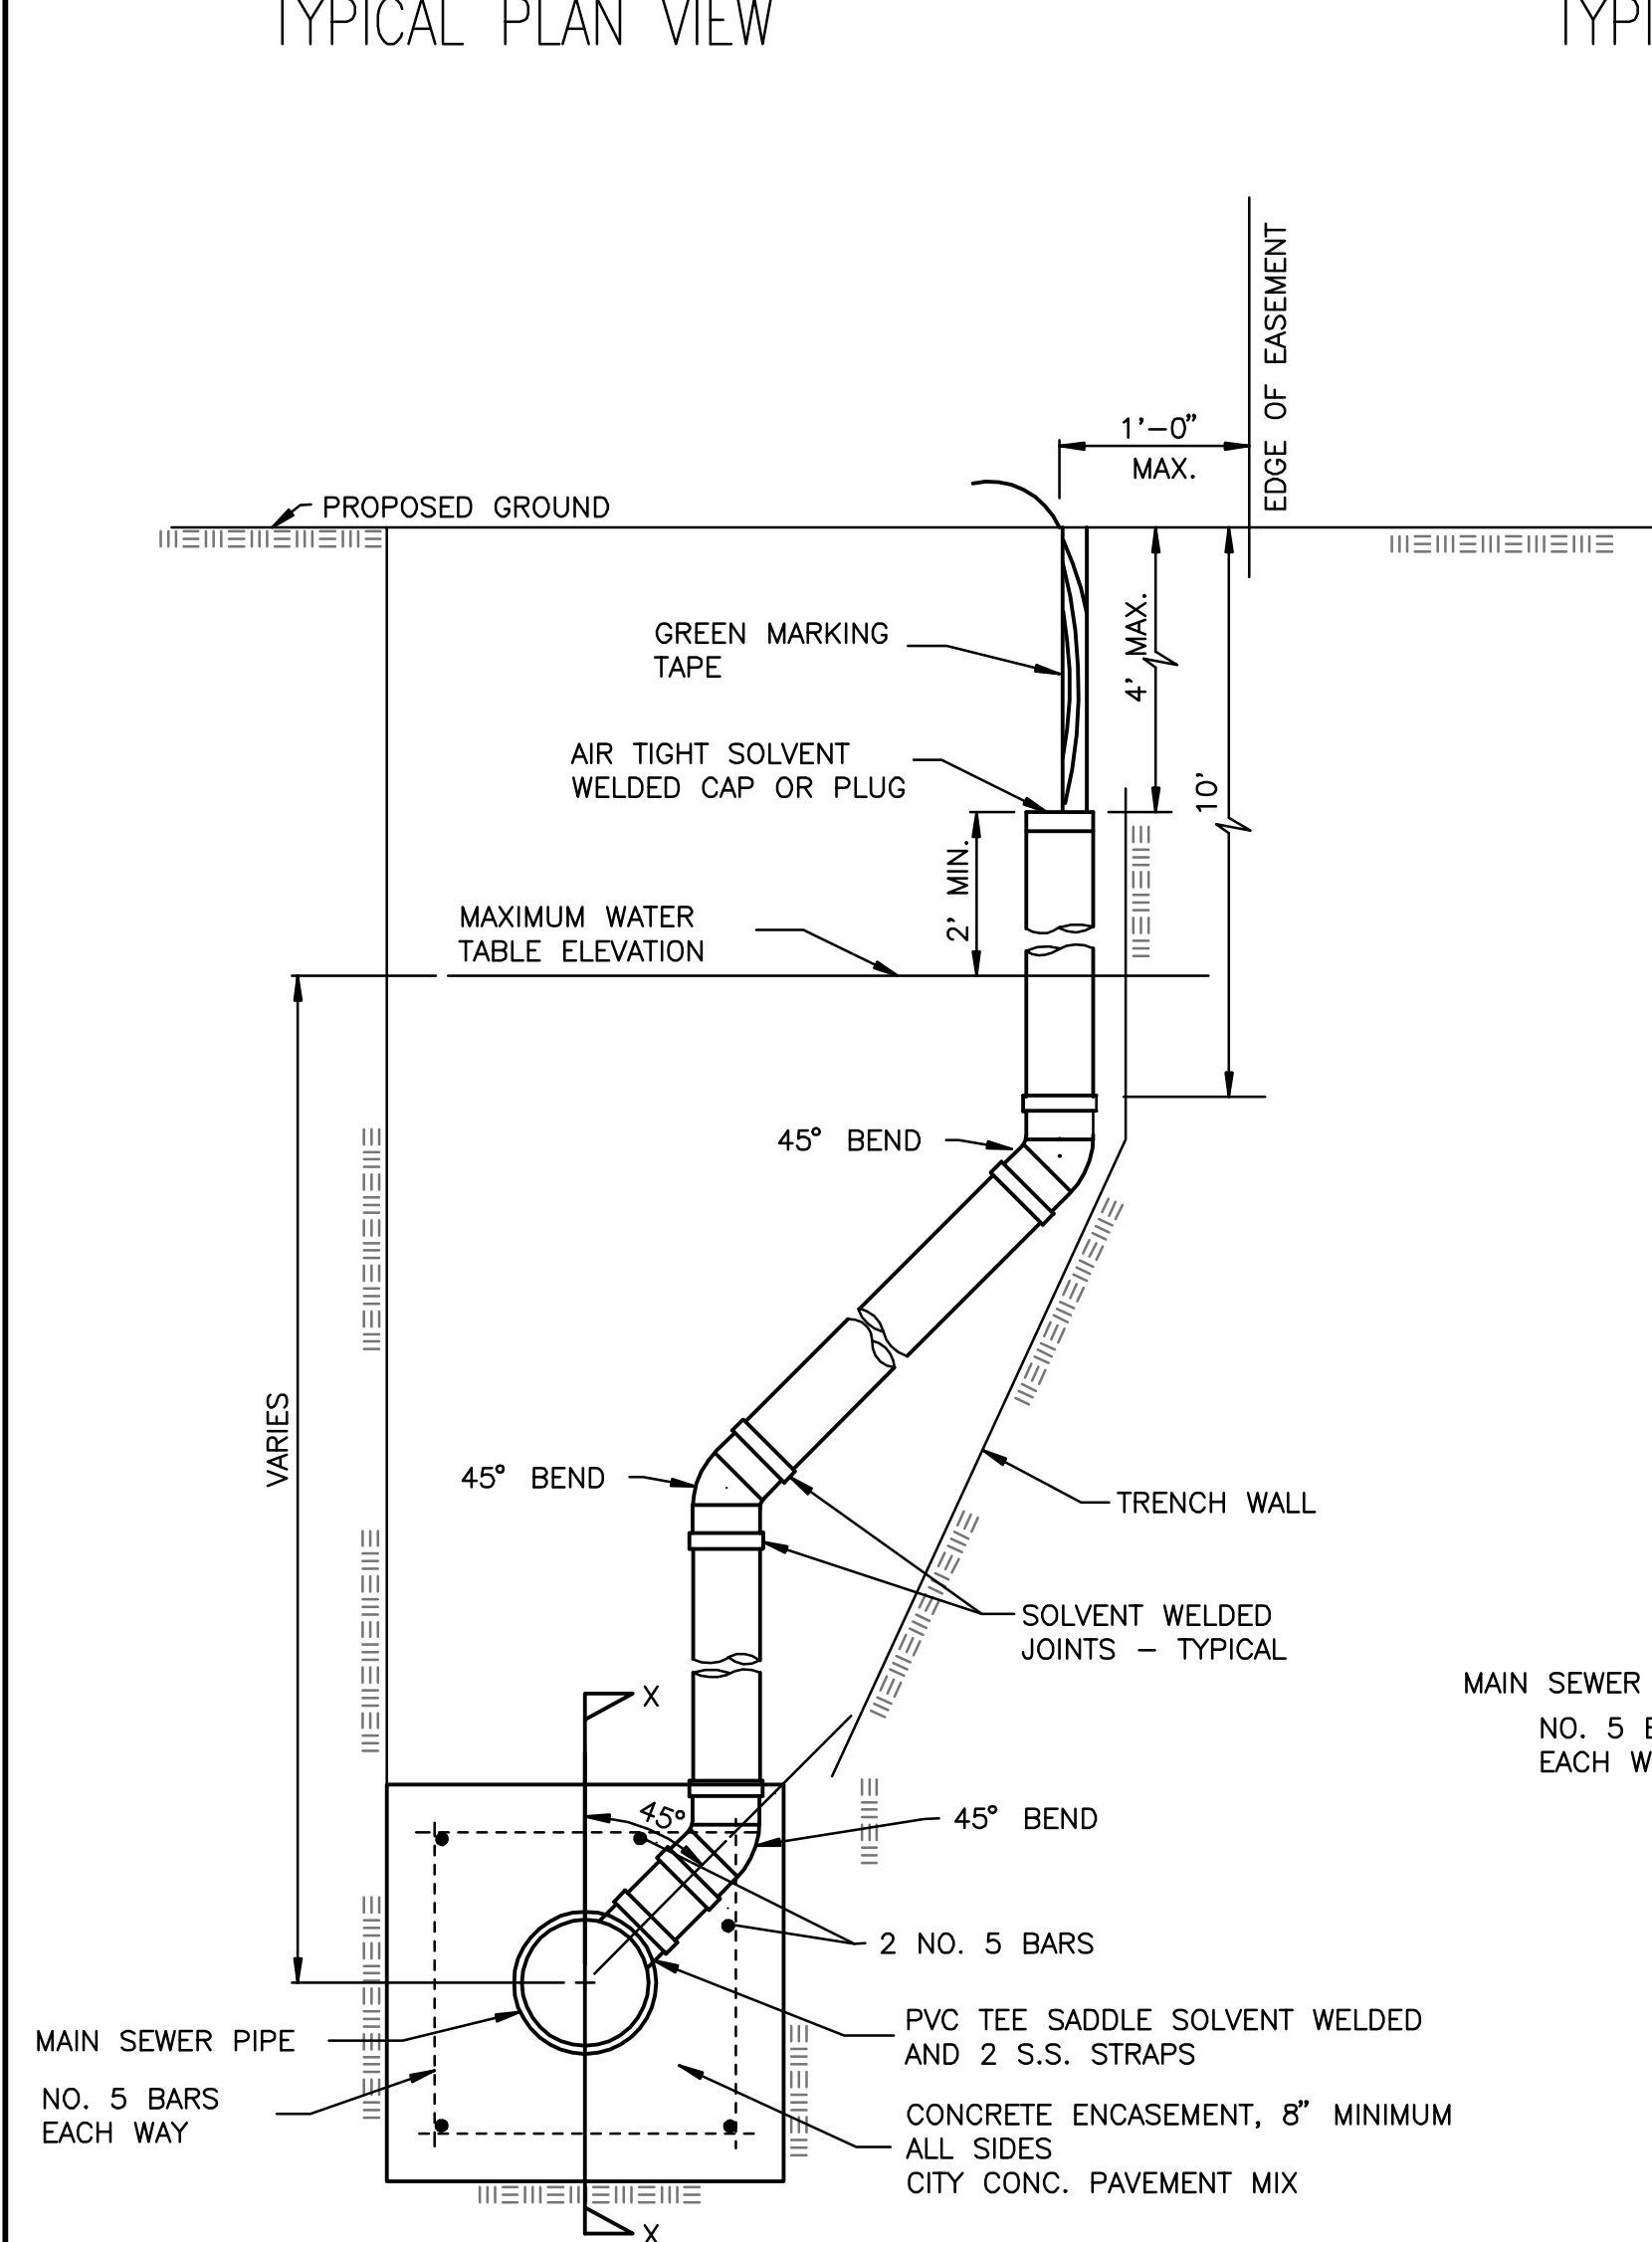 TYPICAL PLAN VIEW
EDGE OF EASEMENT
1'-0"
MAX.
PROPOSED GROUND
GREEN MARKING
TAPE
4' MAX.
AIR TIGHT SOLVENT
WELDED CAP OR PLUG
10'
2' MIN.
MAXIMUM WATER
TABLE ELEVATION
45° BEND
VARIES
45° BEND
TRENCH WALL
SOLVENT WELDED
JOINTS - TYPICAL
X
MAIN SEWER
NO. 5
EACH
45°
45° BEND
2 NO. 5 BARS
PVC TEE SADDLE SOLVENT WELDED
AND 2 S.S. STRAPS
MAIN SEWER PIPE
NO. 5 BARS
EACH WAY
CONCRETE ENCASEMENT, 8" MINIMUM
ALL SIDES
CITY CONC. PAVEMENT MIX
X